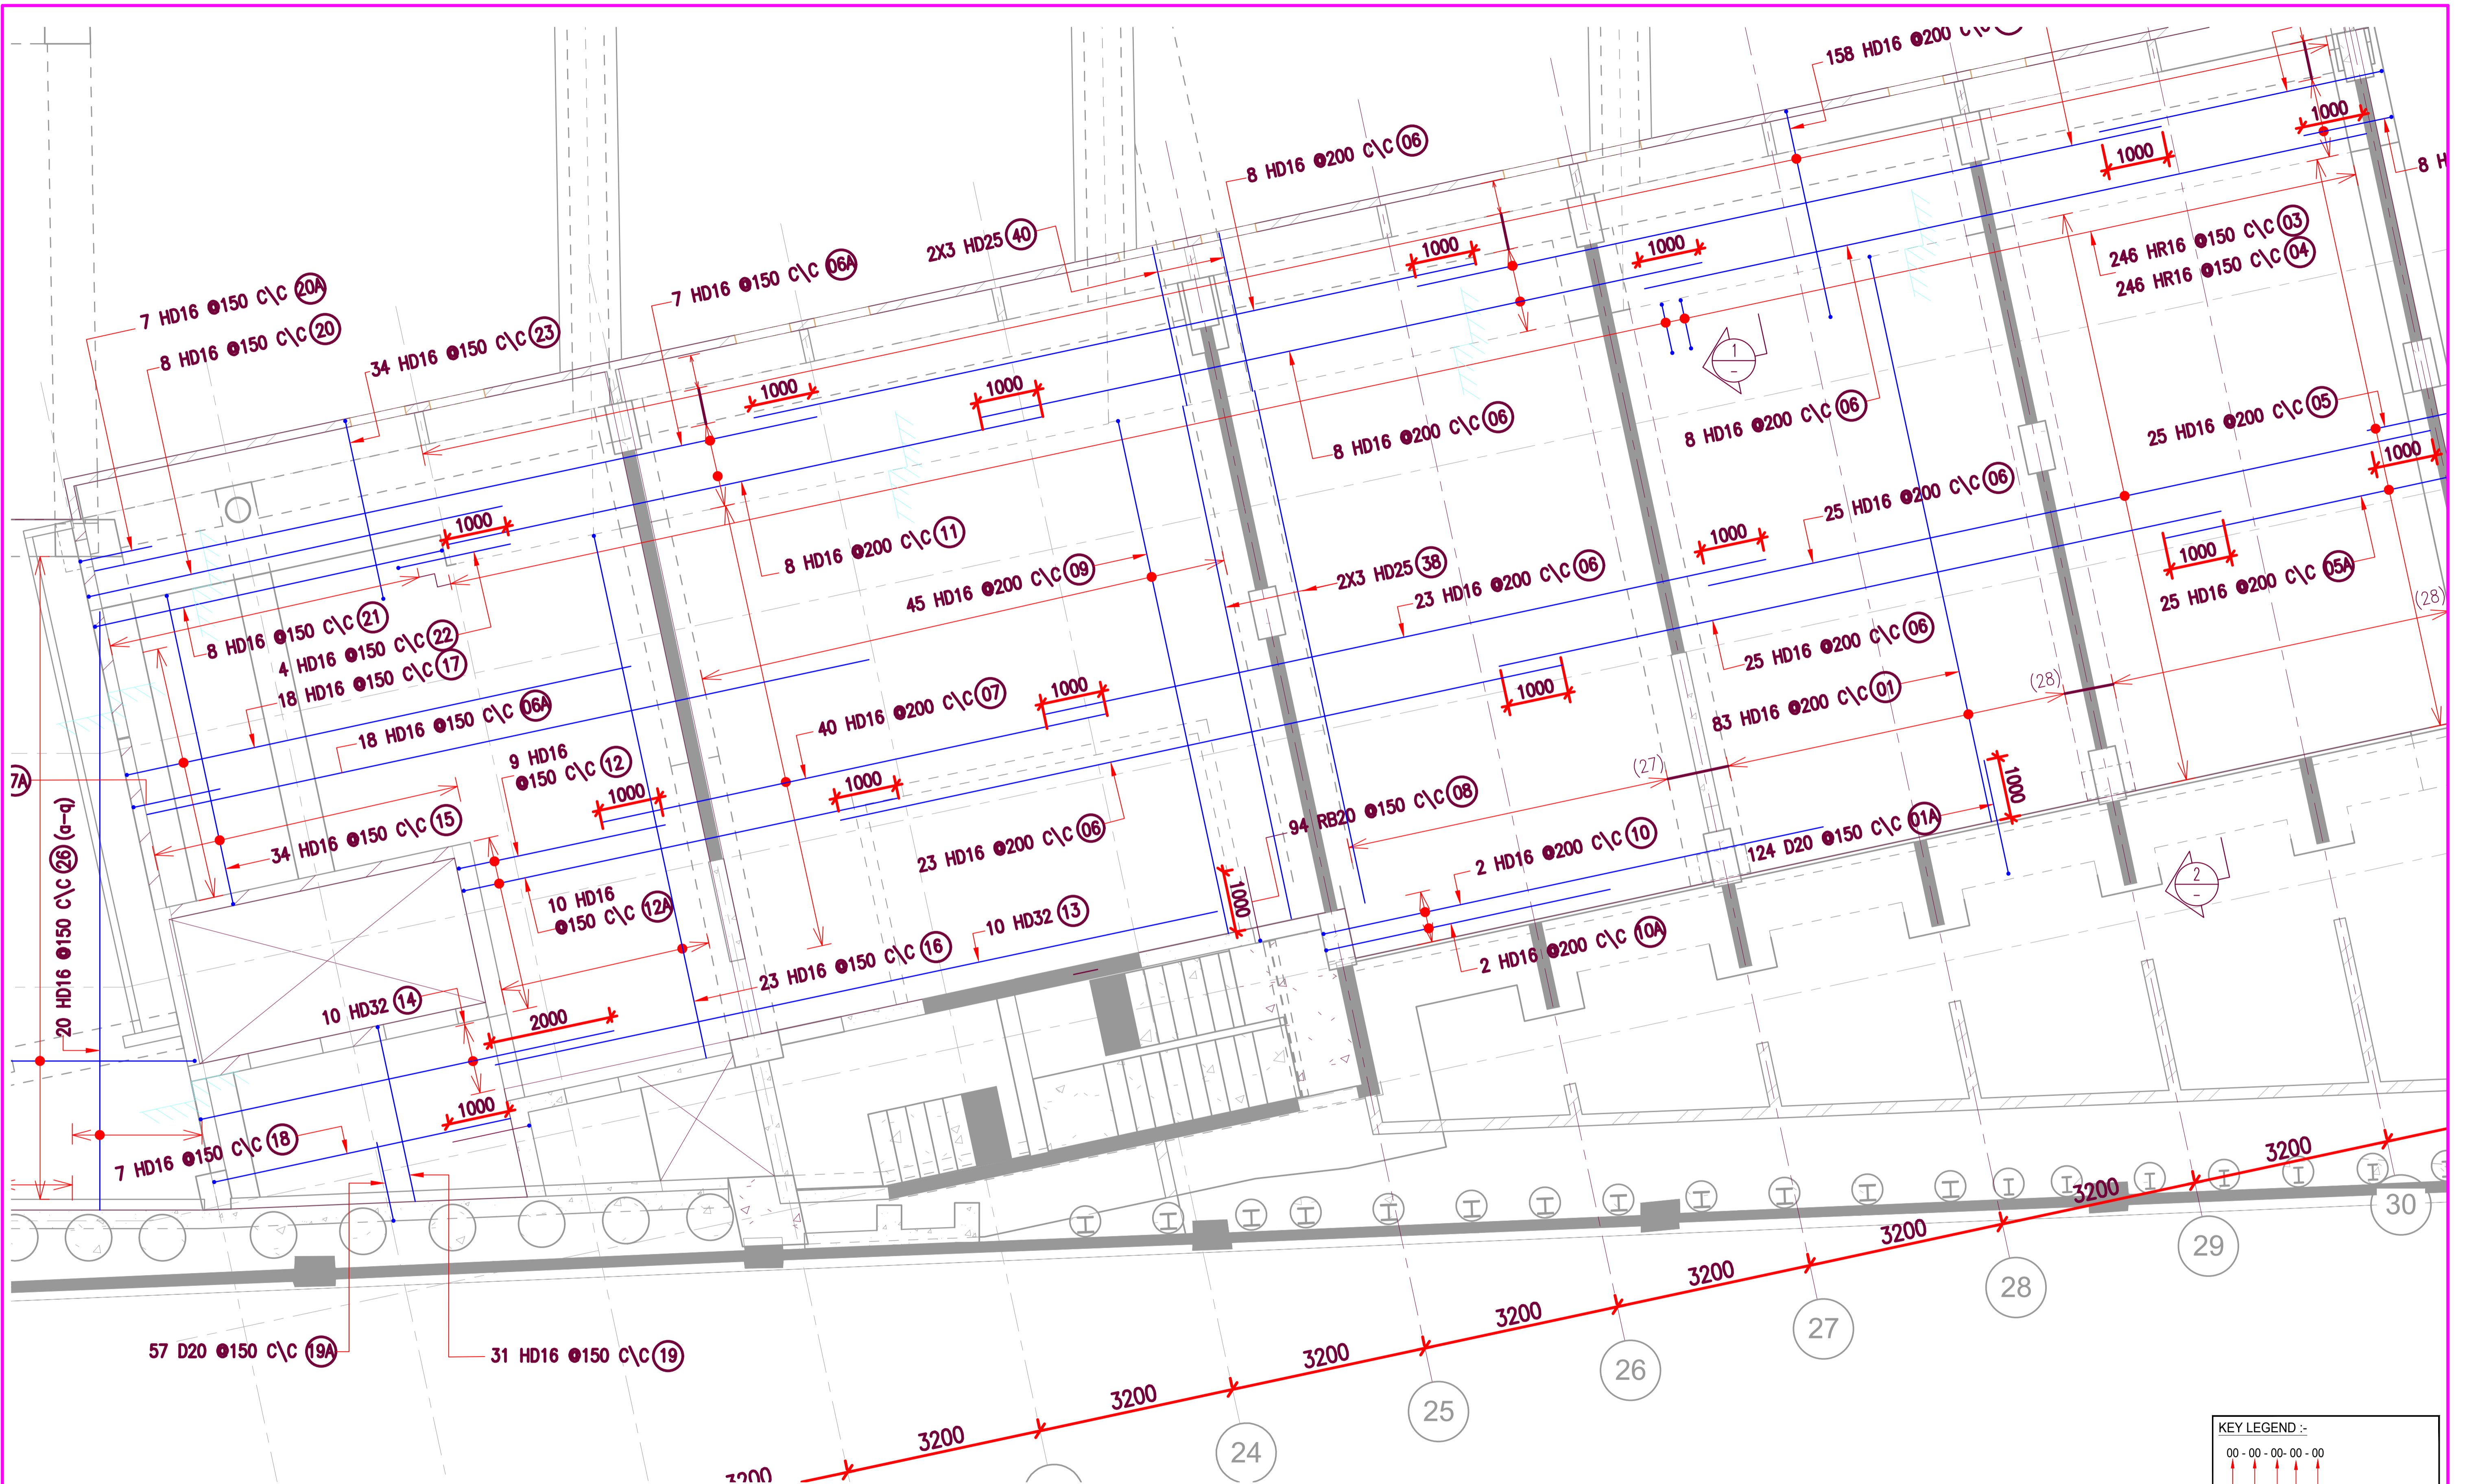 158 HD16 @200 C\C
1000
8 HD16 @200 C\C 06
1000
8 H
2X3 HD25 40
1000
1000
246 HR16 @150 C\C 03
246 HR16 @150 C\C 04
7 HD16 @150 C\C 06A
7 HD16 @150 C\C 20A
8 HD16 @150 C\C 20
34 HD16 @150 C\C 23
1
-
1000
1000
8 HD16 @200 C\C 06
8 HD16 @200 C\C 06
25 HD16 @200 C\C 05
1000
25 HD16 @200 C\C 06
1000
1000
8 HD16 @200 C\C 11
1000
45 HD16 @200 C\C 09
2X3 HD25 38
23 HD16 @200 C\C 06
25 HD16 @200 C\C 05A
(28)
8 HD16 @150 C\C 21
4 HD16 @150 C\C 22
18 HD16 @150 C\C 17
25 HD16 @200 C\C 06
(28)
18 HD16 @150 C\C 06A
40 HD16 @200 C\C 07
1000
1000
83 HD16 @200 C\C 01
7A
9 HD16
@150 C\C 12
1000
1000
(27)
1000
94 RB20 @150 C\C 08
20 HD16 @150 C\C 26 (a-q)
34 HD16 @150 C\C 15
23 HD16 @200 C\C 06
2 HD16 @200 C\C 10
124 D20 @150 C\C 01A
2
-
10 HD16
@150 C\C 12A
10 HD32 13
1000
2 HD16 @200 C\C 10A
23 HD16 @150 C\C 16
10 HD32 14
2000
1000
7 HD16 @150 C\C 18
3200
3200
30
3200
29
3200
28
3200
27
57 D20 @150 C\C 19A
31 HD16 @150 C\C 19
3200
26
3200
25
3200
24
3200
KEY LEGEND :-
00 - 00 - 00- 00 - 00